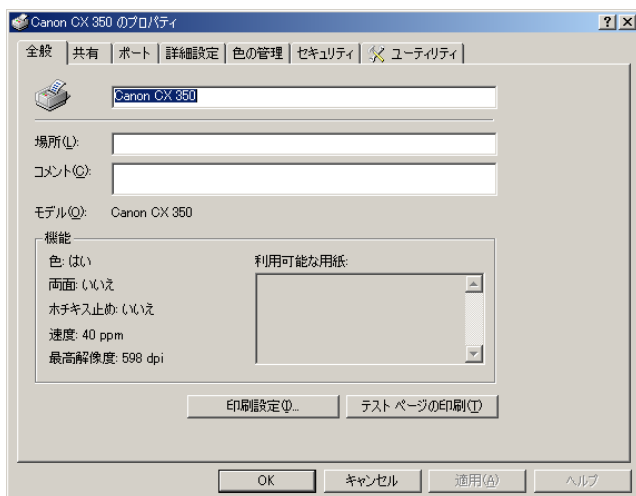 Canon CX 350 のプロパティ
全般 共有 ポート 詳細設定 色の管理 セキュリティ ユーティリティ
Canon CX 350
場所(L):
コメント(C):
モデル(O): Canon CX 350
機能
色: はい 利用可能な用紙:
両面: いいえ
ホチキス止め: いいえ
速度: 40 ppm
最高解像度: 598 dpi
印刷設定(I)... テスト ページの印刷(T)
OK キャンセル 適用(A) ヘルプ